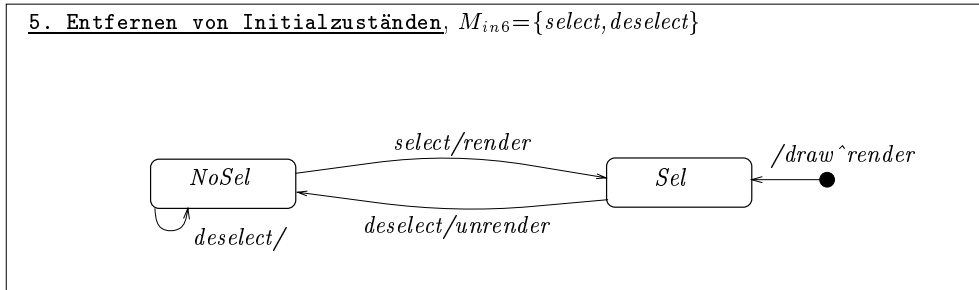 5. Entfernen von Initialzuständen, M_in6={select,deselect}
select/render
/draw^render
NoSel
Sel
deselect/unrender
deselect/